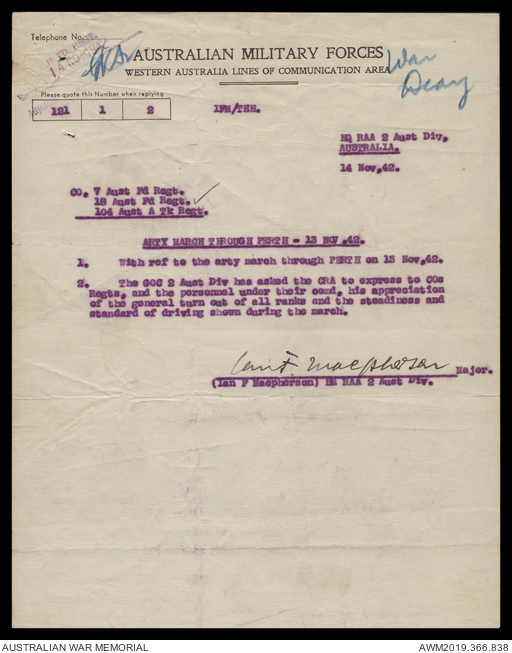 Telephone No.
14 NOV
AUSTRALIAN MILITARY FORCES
WESTERN AUSTRALIA LINES OF COMMUNICATION AREA
War
Diary
Please quote this Number when replying
121 1 2
IFM/TEH.
HQ RAA 2 Aust Div,
AUSTRALIA.
14 Nov,42.
CO, 7 Aust Fd Regt.
18 Aust Fd Regt. ✓
104 Aust A Tk Regt.
ARTY MARCH THROUGH PERTH - 13 NOV,42.
1. With ref to the arty march through PERTH on 13 Nov,42.
2. The GOC 2 Aust Div has asked the CRA to express to COs
Regts, and the personnel under their comd, his appreciation
of the general turn out of all ranks and the steadiness and
standard of driving shown during the march.
Ian F. Macpherson Major.
(Ian F Macpherson) HQ RAA 2 Aust Div.
AUSTRALIAN WAR MEMORIAL
AWM2019.366.838